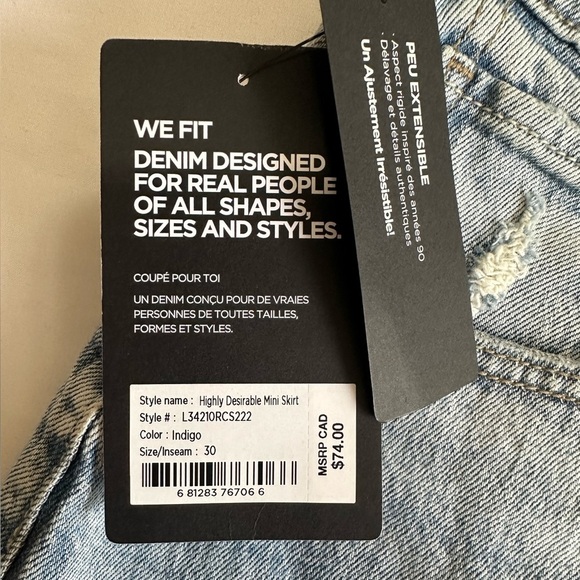 WE FIT
DENIM DESIGNED
FOR REAL PEOPLE
OF ALL SHAPES,
SIZES AND STYLES.
COUPÉ POUR TOI
UN DENIM CONÇU POUR DE VRAIES
PERSONNES DE TOUTES TAILLES,
FORMES ET STYLES.
Style name : Highly Desirable Mini Skirt
Style # : L34210RCS222
Color : Indigo
Size/Inseam : 30
6 81283 76706 6
MSRP CAD
$74.00
PEU EXTENSIBLE
· Aspect rigide inspiré des années 90
· Délavage et détails authentiques
Un Ajustement Irrésistible!